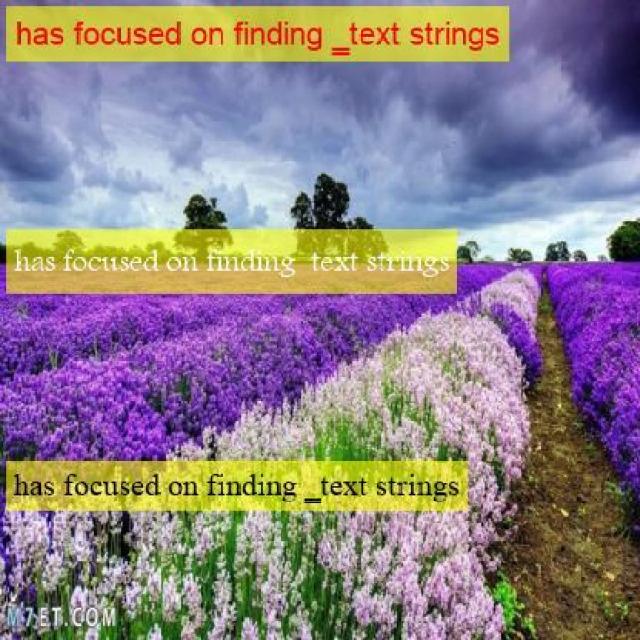 has focused on finding _text strings
has focused on finding _text strings
has focused on finding _text strings
M7ET.COM